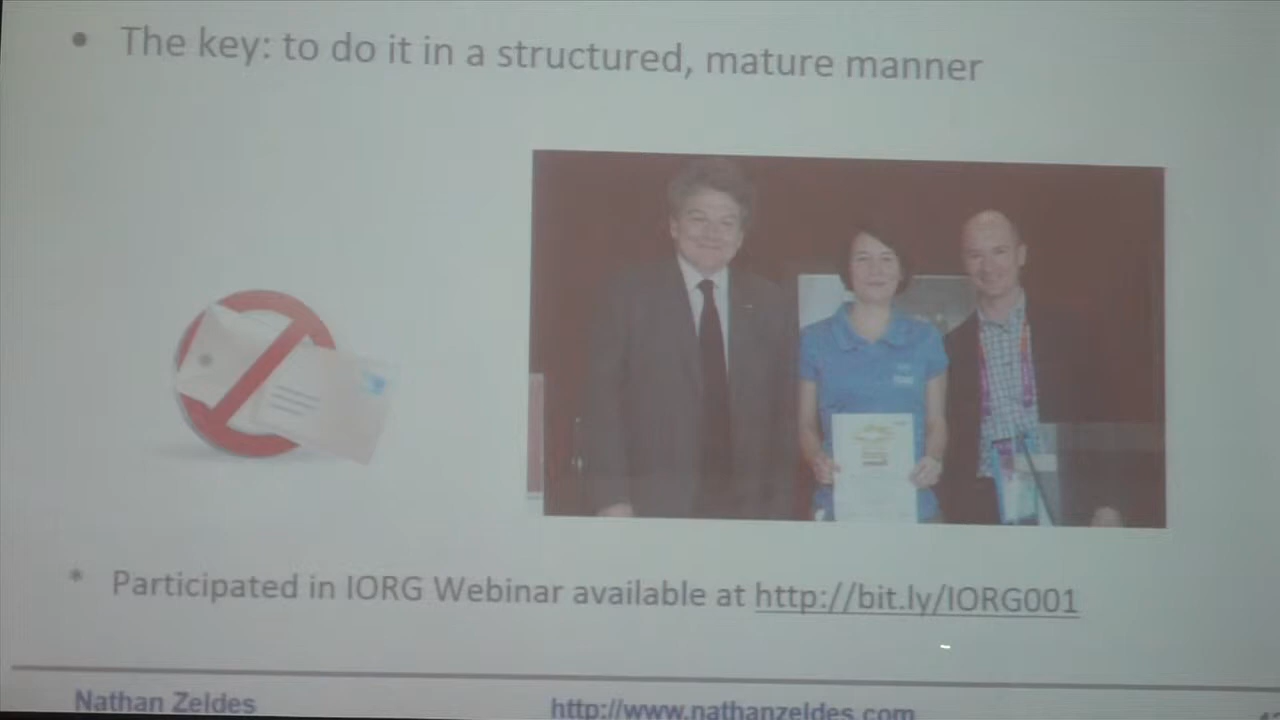 • The key: to do it in a structured, mature manner
* Participated in IORG Webinar available at http://bit.ly/IORG001
Nathan Zeldes
http://www.nathanzeldes.com